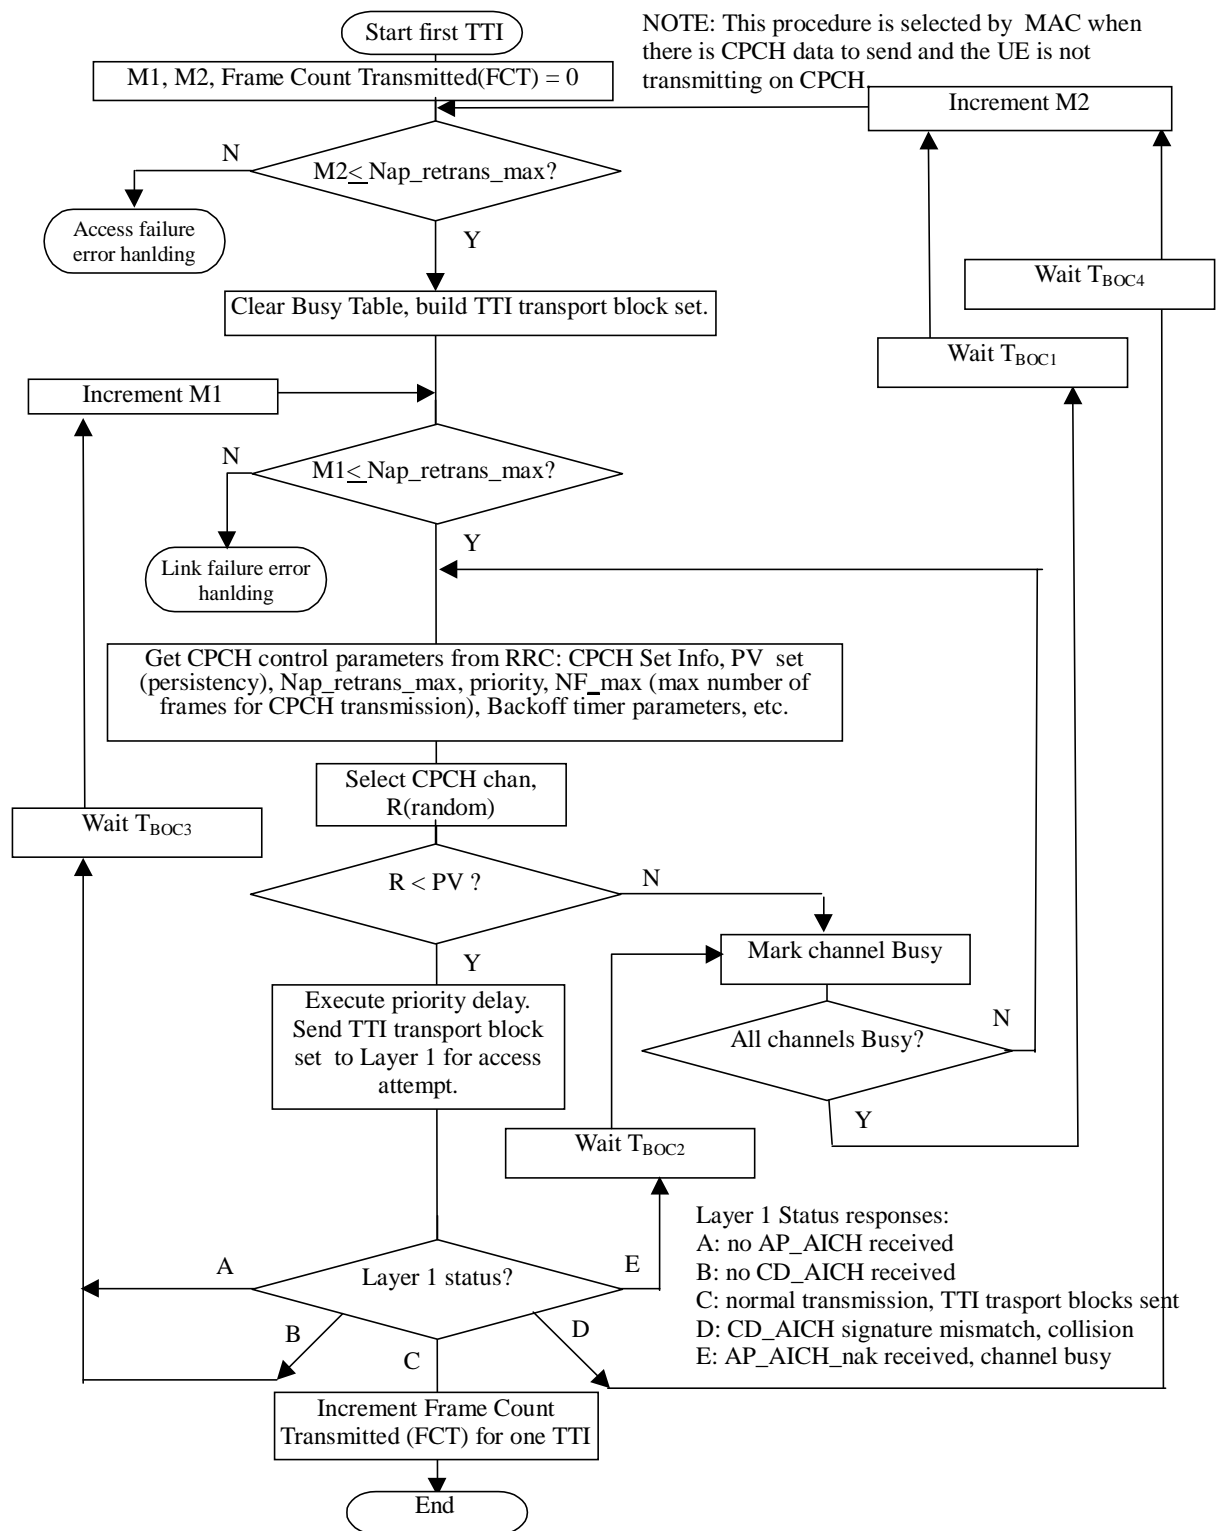 Start first TTI
NOTE: This procedure is selected by MAC when
there is CPCH data to send and the UE is not
transmitting on CPCH.
M1, M2, Frame Count Transmitted(FCT) = 0
Increment M2
N
M2≤ Nap_retrans_max?
Access failure
error hanlding
Y
Wait TBOC4
Clear Busy Table, build TTI transport block set.
Wait TBOC1
Increment M1
N
M1≤ Nap_retrans_max?
Y
Link failure error
hanlding
Get CPCH control parameters from RRC: CPCH Set Info, PV set
(persistency), Nap_retrans_max, priority, NF_max (max number of
frames for CPCH transmission), Backoff timer parameters, etc.
Select CPCH chan,
R(random)
Wait TBOC3
R < PV ?
N
Mark channel Busy
Y
Execute priority delay.
Send TTI transport block
set to Layer 1 for access
attempt.
All channels Busy?
N
Y
Wait TBOC2
Layer 1 Status responses:
A: no AP_AICH received
B: no CD_AICH received
C: normal transmission, TTI trasport blocks sent
D: CD_AICH signature mismatch, collision
E: AP_AICH_nak received, channel busy
A
Layer 1 status?
E
B
C
D
Increment Frame Count
Transmitted (FCT) for one TTI
End